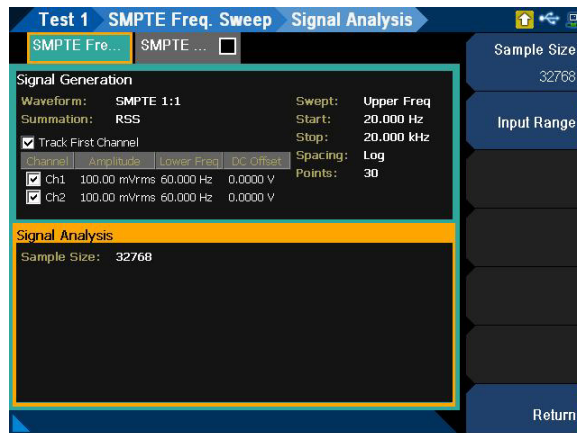 Test 1 SMPTE Freq. Sweep Signal Analysis
SMPTE Fre... SMPTE ...
Sample Size
32768
Input Range
Signal Generation
Waveform: SMPTE 1:1
Summation: RSS
Track First Channel
Channel Amplitude Lower Freq DC Offset
Ch1 100.00 mVrms 60.000 Hz 0.0000 V
Ch2 100.00 mVrms 60.000 Hz 0.0000 V
Swept: Upper Freq
Start: 20.000 Hz
Stop: 20.000 kHz
Spacing: Log
Points: 30
Signal Analysis
Sample Size: 32768
Return